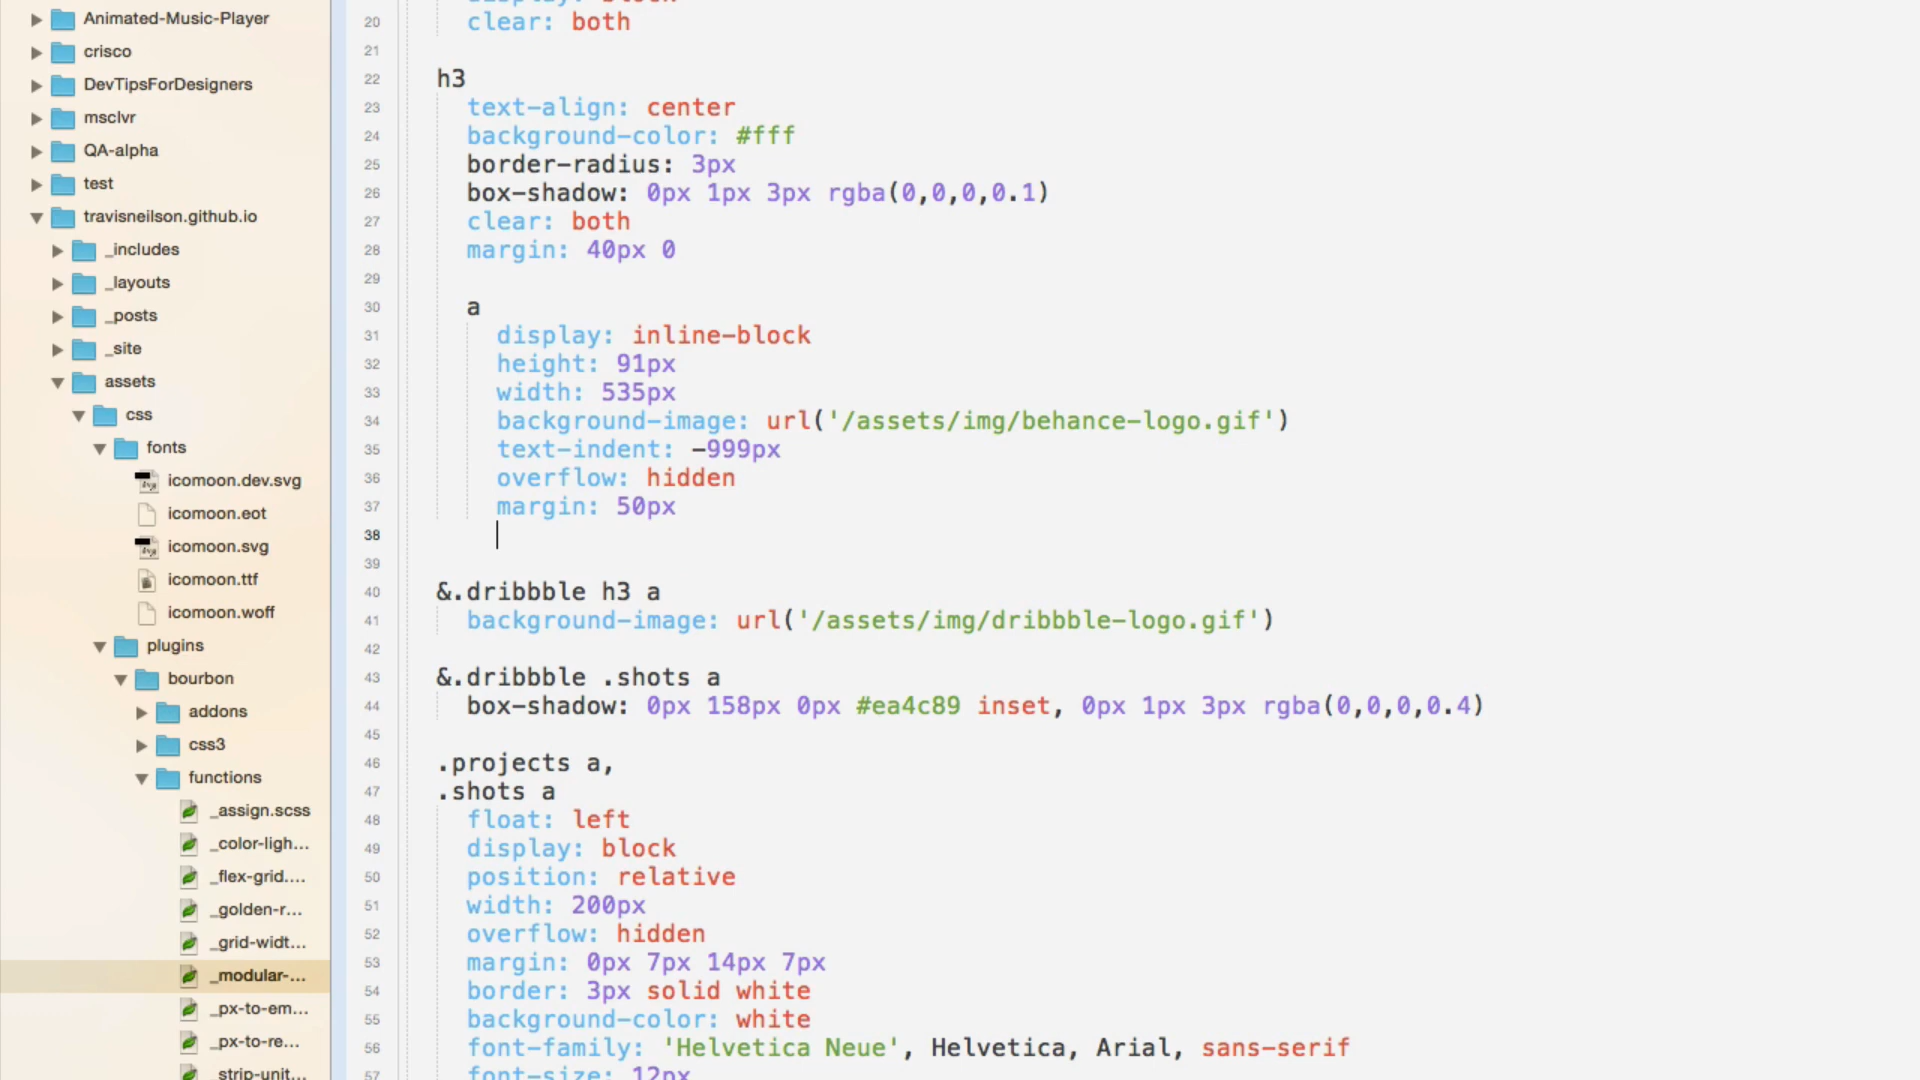 Animated-Music-Player
crisco
DevTipsForDesigners
msclvr
QA-alpha
test
travisneilson.github.io
_includes
_layouts
_posts
_site
assets
css
fonts
icomoon.dev.svg
icomoon.eot
icomoon.svg
icomoon.ttf
icomoon.woff
plugins
bourbon
addons
css3
functions
_assign.scss
_color-ligh...
_flex-grid....
_golden-r...
_grid-widt...
_modular-...
_px-to-em...
_px-to-re...
_strip-unit...
display: block
20 clear: both
21
22 h3
23 text-align: center
24 background-color: #fff
25 border-radius: 3px
26 box-shadow: 0px 1px 3px rgba(0,0,0,0.1)
27 clear: both
28 margin: 40px 0
29
30 a
31 display: inline-block
32 height: 91px
33 width: 535px
34 background-image: url('/assets/img/behance-logo.gif')
35 text-indent: -999px
36 overflow: hidden
37 margin: 50px
38
39
40 &.dribbble h3 a
41 background-image: url('/assets/img/dribbble-logo.gif')
42
43 &.dribbble .shots a
44 box-shadow: 0px 158px 0px #ea4c89 inset, 0px 1px 3px rgba(0,0,0,0.4)
45
46 .projects a,
47 .shots a
48 float: left
49 display: block
50 position: relative
51 width: 200px
52 overflow: hidden
53 margin: 0px 7px 14px 7px
54 border: 3px solid white
55 background-color: white
56 font-family: 'Helvetica Neue', Helvetica, Arial, sans-serif
57 font-size: 12px